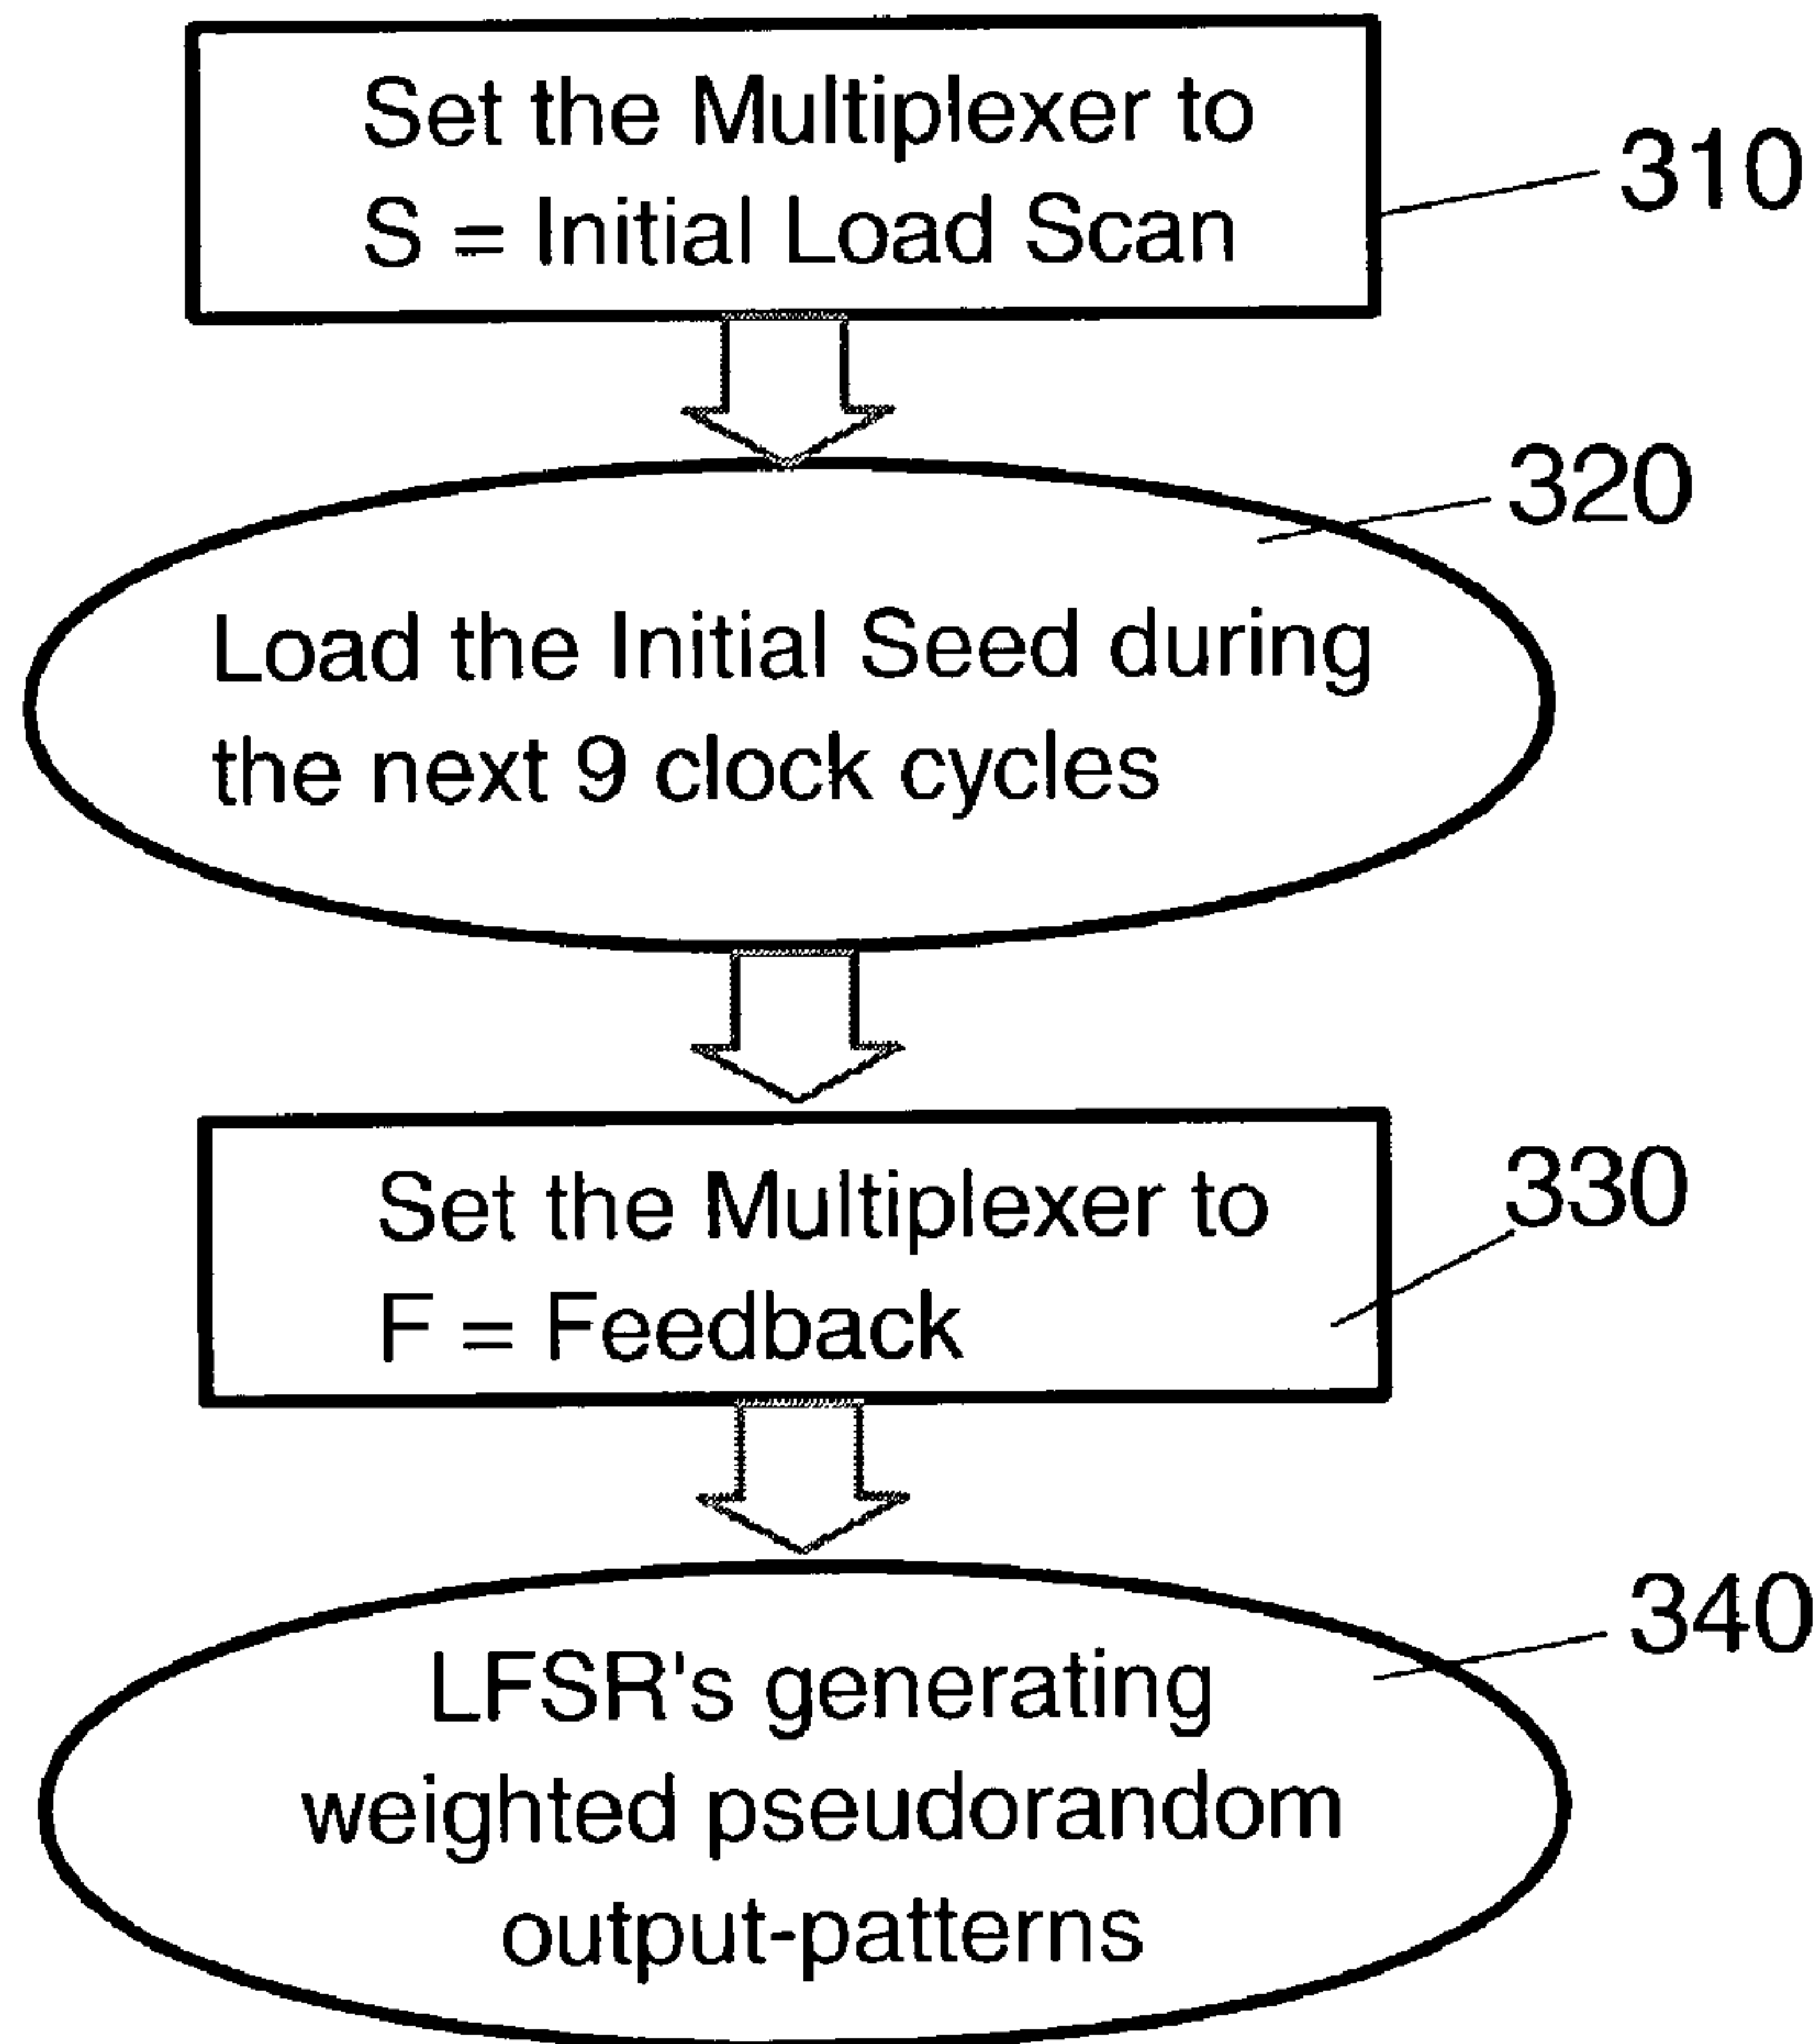 Set the Multiplexer to
S = Initial Load Scan
310
320
Load the Initial Seed during
the next 9 clock cycles
Set the Multiplexer to
F = Feedback
330
340
LFSR's generating
weighted pseudorandom
output-patterns